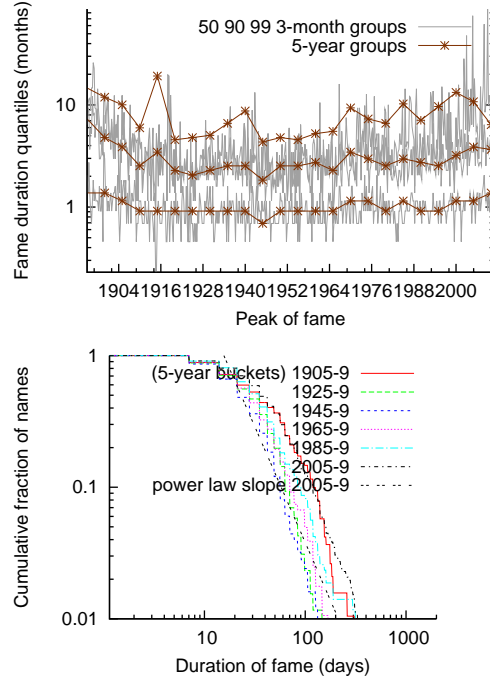 50 90 99 3-month groups
5-year groups
Fame duration quantiles (months)
10
1
1904 1916 1928 1940 1952 1964 1976 1988 2000
Peak of fame
(5-year buckets) 1905-9
1925-9
1945-9
1965-9
1985-9
2005-9
power law slope 2005-9
Cumulative fraction of names
1
0.1
0.01
10 100 1000
Duration of fame (days)